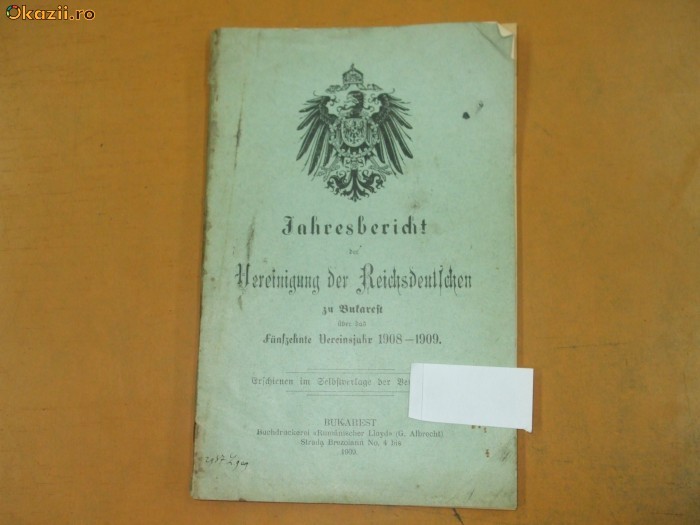 Okazii.ro
Jahresbericht
der
Vereinigung der Reichsdeutschen
zu Bukarest
über das
Fünfzehnte Vereinsjahr 1908—1909.
Erschienen im Selbstverlage der
BUKAREST
Buchdruckerei «Rumänischer Lloyd» (G. Albrecht)
Strada Brezoianu No. 4 bis
1909.